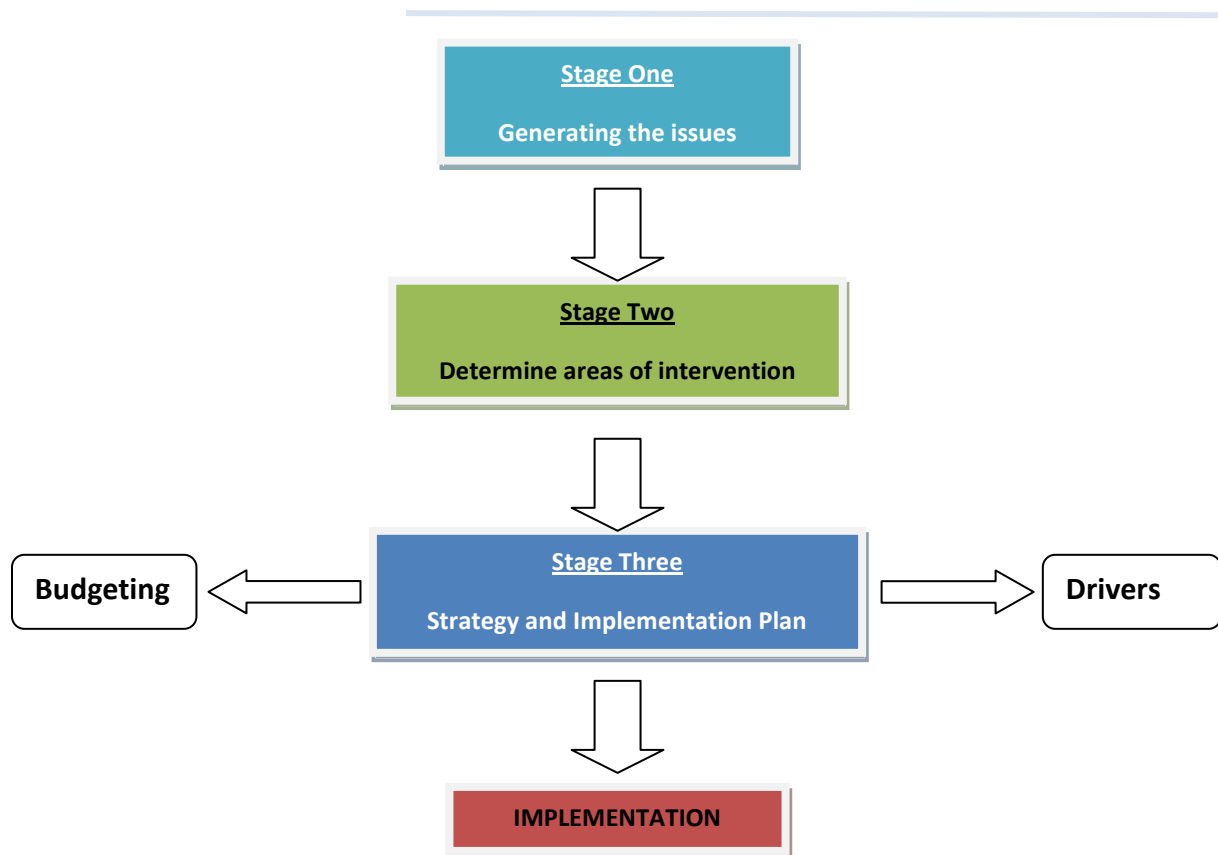 Stage One
Generating the issues
Stage Two
Determine areas of intervention
Stage Three
Strategy and Implementation Plan
Budgeting
Drivers
IMPLEMENTATION